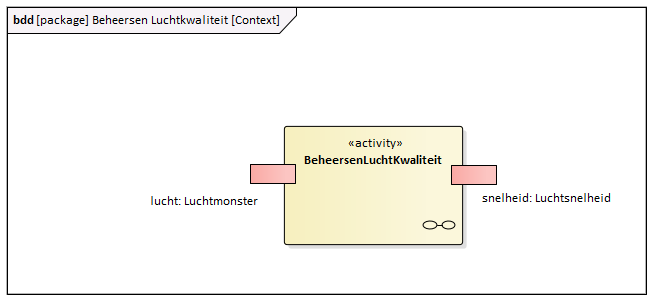 bdd [package] Beheersen Luchtkwaliteit [Context]
«activity»
BeheersenLuchtKwaliteit
lucht: Luchtmonster
snelheid: Luchtsnelheid